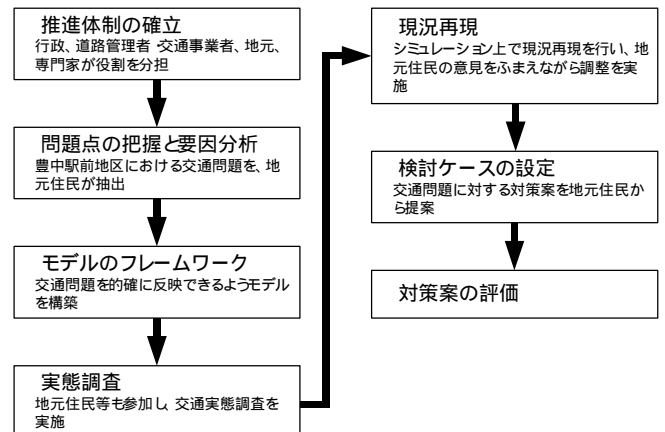 推進体制の確立
行政、道路管理者 交通事業者、地元、
専門家が役割を分担
問題点の把握と要因分析
豊中駅前地区における交通問題を、地
元住民が抽出
モデルのフレームワーク
交通問題を的確に反映できるようモデル
を構築
実態調査
地元住民等も参加し、交通実態調査を
実施
現況再現
シミュレーション上で現況再現を行い、地
元住民の意見をふまえながら調整を実
施
検討ケースの設定
交通問題に対する対策案を地元住民か
ら提案
対策案の評価